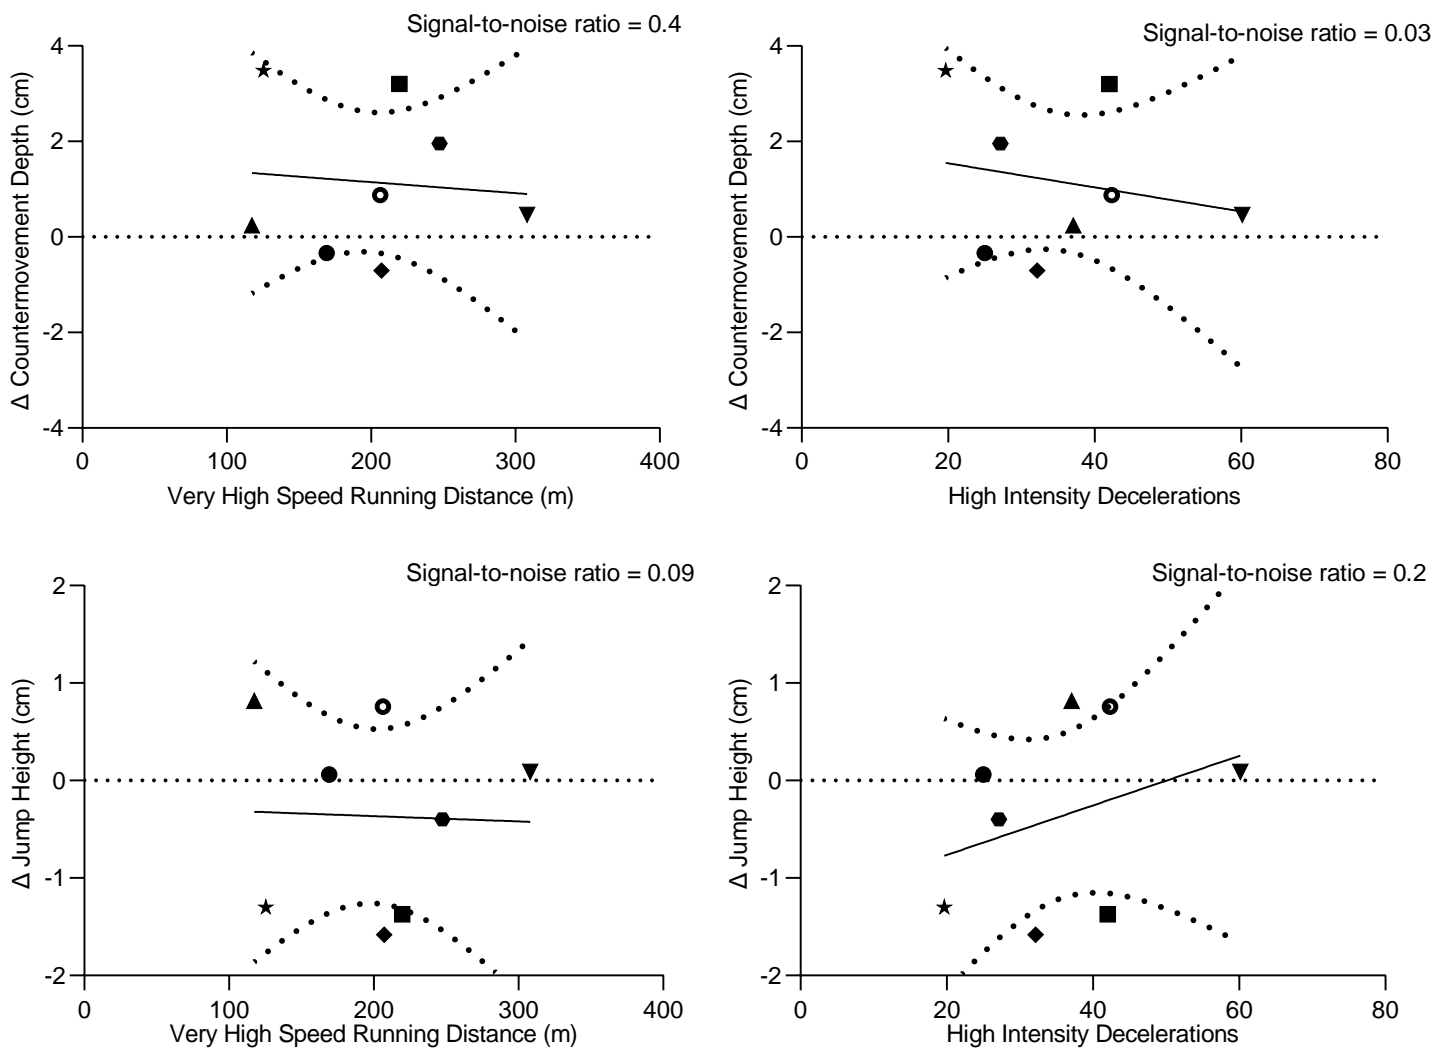 Signal-to-noise ratio = 0.4
4
2
0
-2
-4
Δ Countermovement Depth (cm)
0 100 200 300 400
Very High Speed Running Distance (m)
Signal-to-noise ratio = 0.03
4
2
0
-2
-4
Δ Countermovement Depth (cm)
0 20 40 60 80
High Intensity Decelerations
Signal-to-noise ratio = 0.09
2
1
0
-1
-2
Δ Jump Height (cm)
0 100 200 300 400
Very High Speed Running Distance (m)
Signal-to-noise ratio = 0.2
2
1
0
-1
-2
Δ Jump Height (cm)
0 20 40 60 80
High Intensity Decelerations